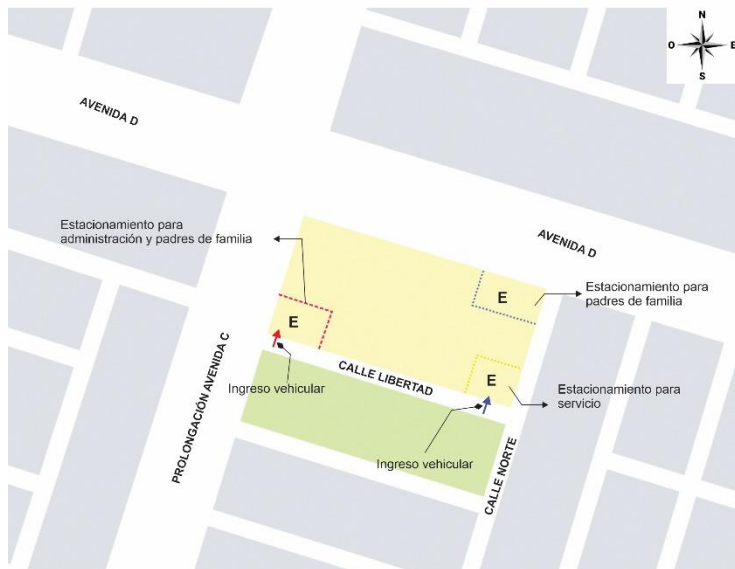 N
O
E
S
AVENIDA D
Estacionamiento para
administración y padres de familia
AVENIDA D
E
Estacionamiento para
padres de familia
E
PROLONGACIÓN AVENIDA C
CALLE LIBERTAD
Ingreso vehicular
E
Estacionamiento para
servicio
Ingreso vehicular
CALLE NORTE